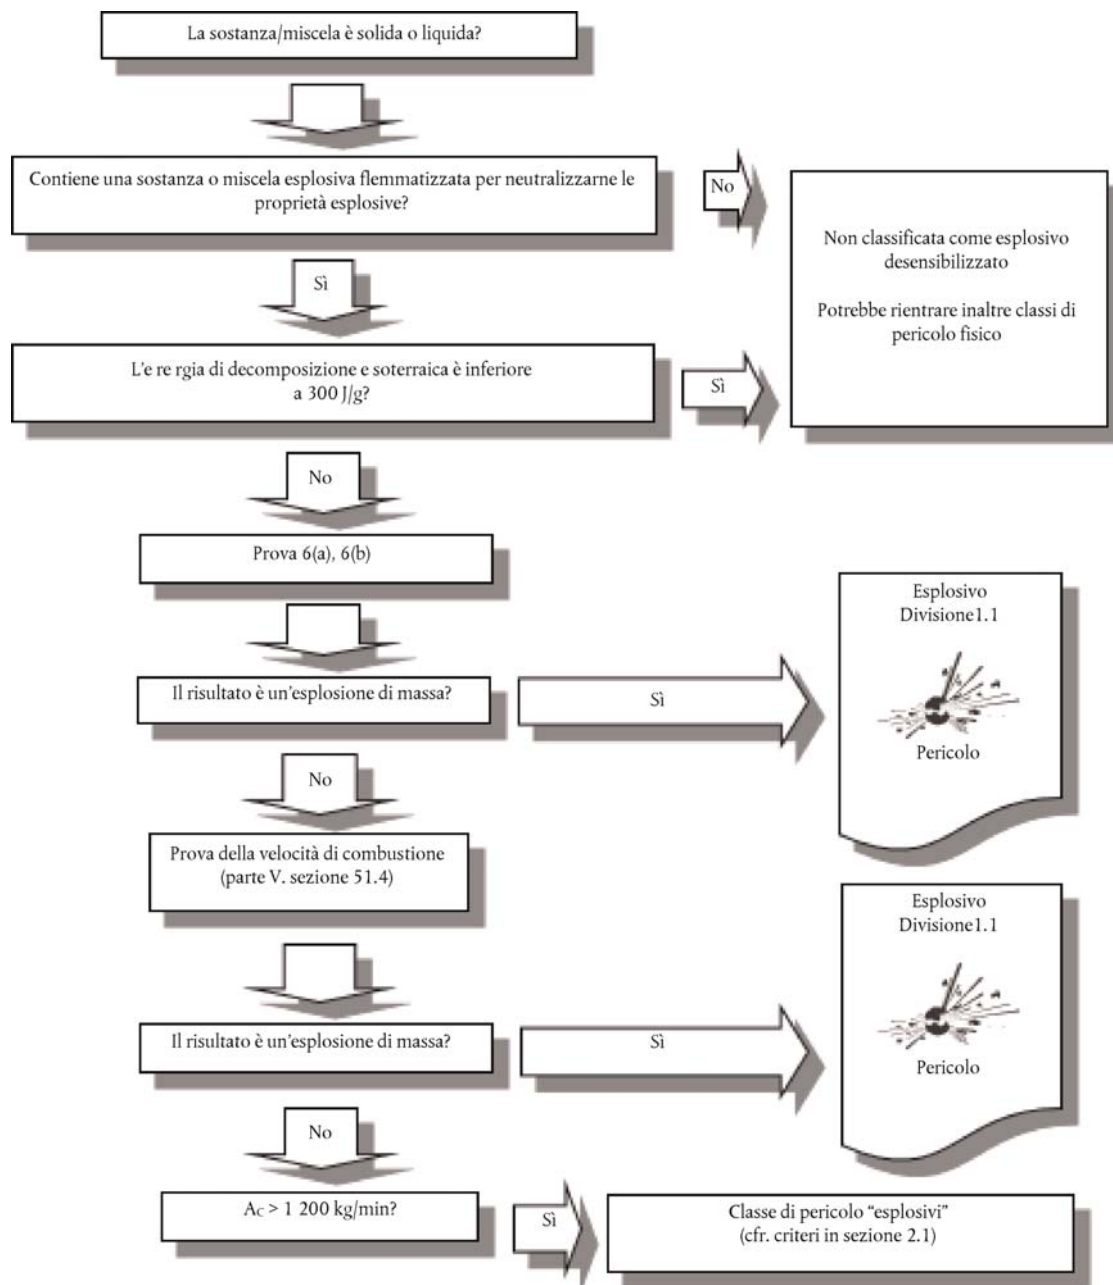 La sostanza/miscela è solida o liquida?
Contiene una sostanza o miscela esplosiva flemmatizzata per neutralizzarne le
proprietà esplosive?
No
Non classificata come esplosivo
desensibilizzato
Potrebbe rientrare inaltre classi di
pericolo fisico
Sì
L'e re rgia di decomposizione e soterraica è inferiore
a 300 J/g?
Sì
No
Prova 6(a), 6(b)
Il risultato è un'esplosione di massa?
Sì
Esplosivo
Divisione1.1
Pericolo
No
Prova della velocità di combustione
(parte V. sezione 51.4)
Il risultato è un'esplosione di massa?
Sì
Esplosivo
Divisione1.1
Pericolo
No
Ac > 1 200 kg/min?
Sì
Classe di pericolo “esplosivi”
(cfr. criteri in sezione 2.1)